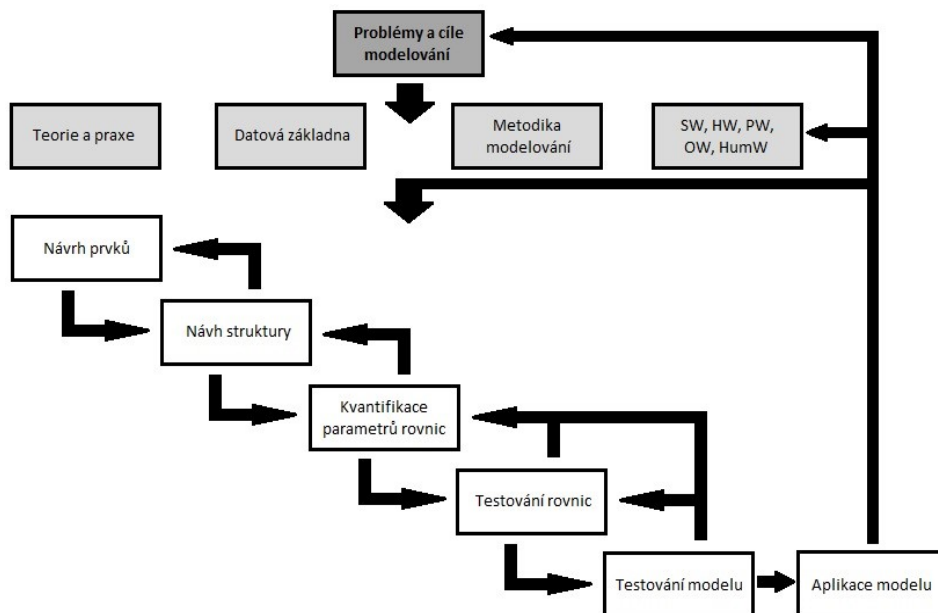 Problémy a cíle
modelování
Teorie a praxe
Datová základna
Metodika
modelování
SW, HW, PW,
OW, HumW
Návrh prvků
Návh struktury
Kvantifikace
parametrů rovnic
Testování rovnic
Testování modelu
Aplikace modelu